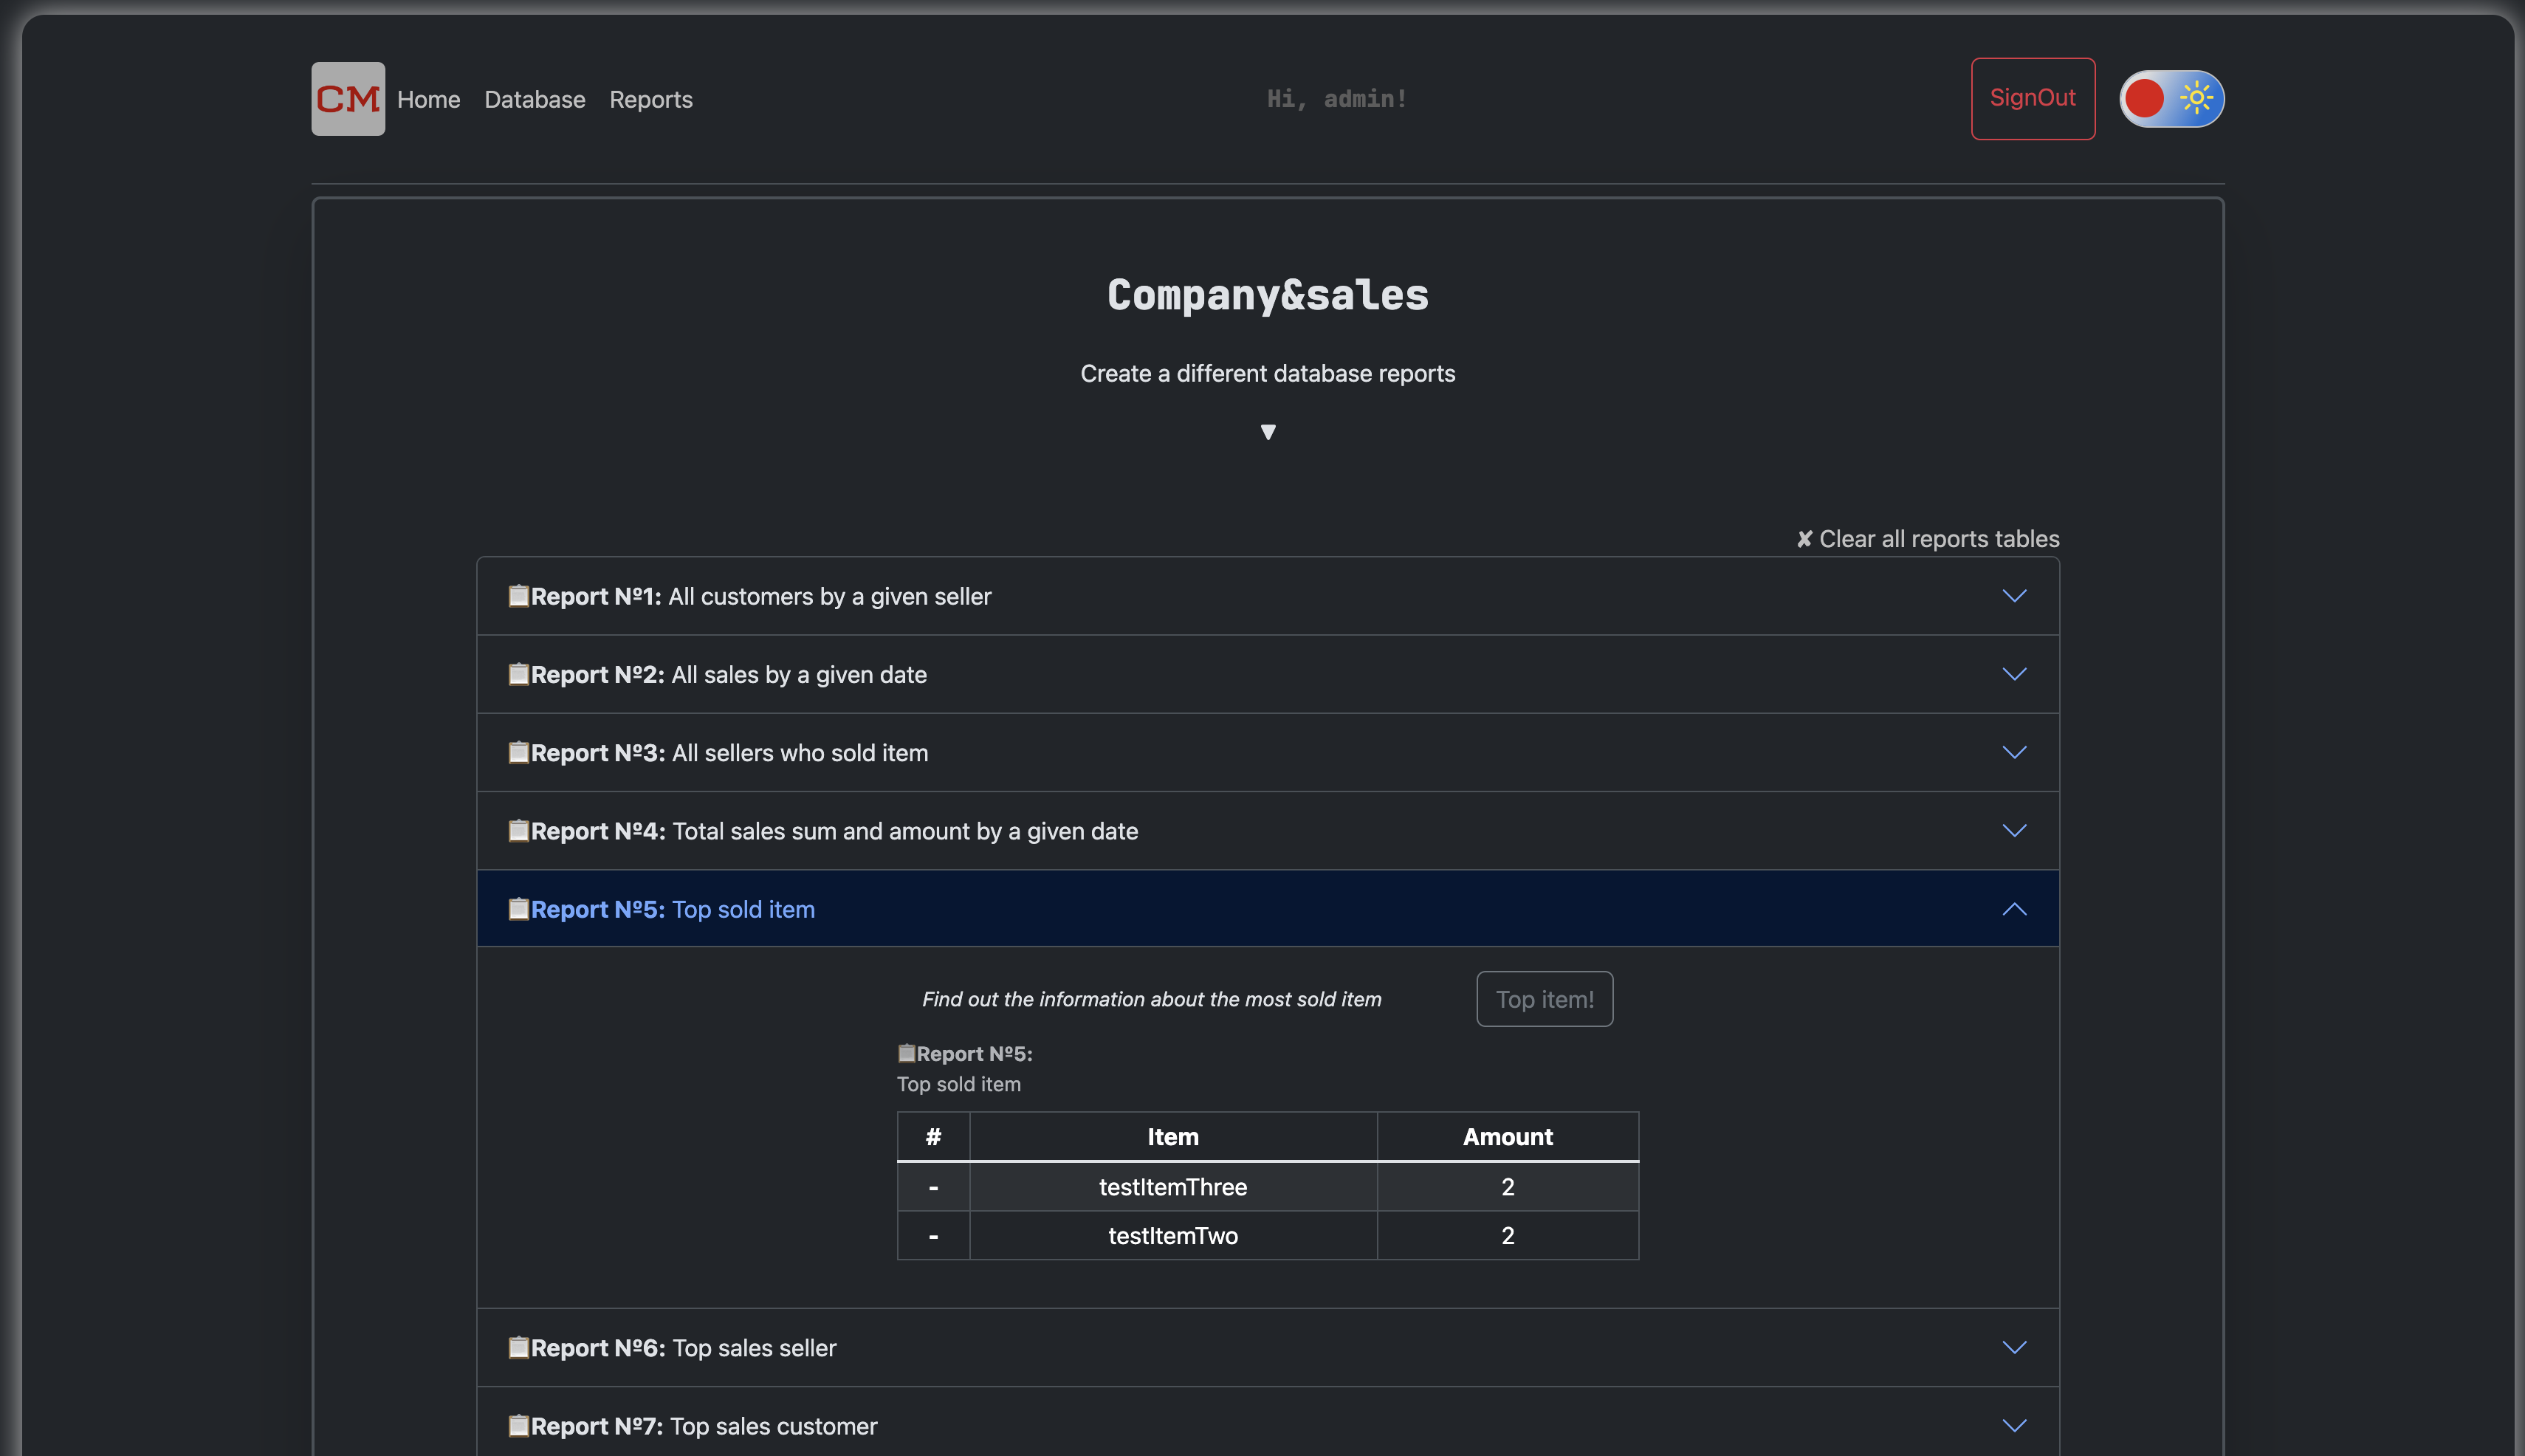 CM Home Database Reports Hi, admin! SignOut
Company&sales
Create a different database reports
▼
✘ Clear all reports tables
📋Report Nº1: All customers by a given seller
📋Report Nº2: All sales by a given date
📋Report Nº3: All sellers who sold item
📋Report Nº4: Total sales sum and amount by a given date
📋Report Nº5: Top sold item
Find out the information about the most sold item Top item!
📋Report Nº5:
Top sold item
# Item Amount
- testItemThree 2
- testItemTwo 2
📋Report Nº6: Top sales seller
📋Report Nº7: Top sales customer